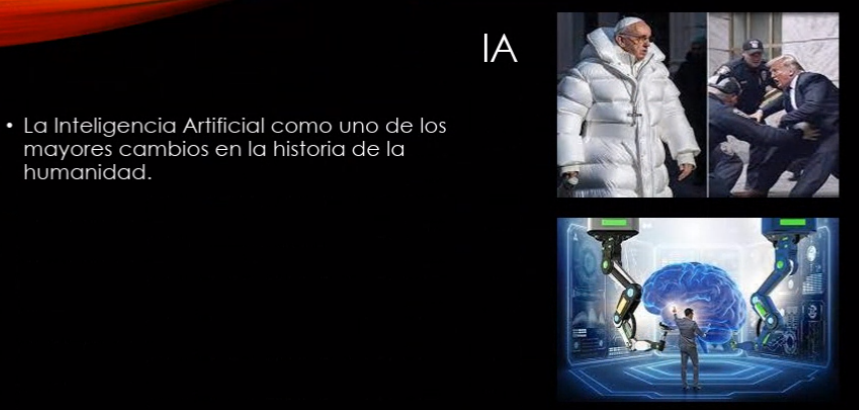 IA
• La Inteligencia Artificial como uno de los
mayores cambios en la historia de la
humanidad.